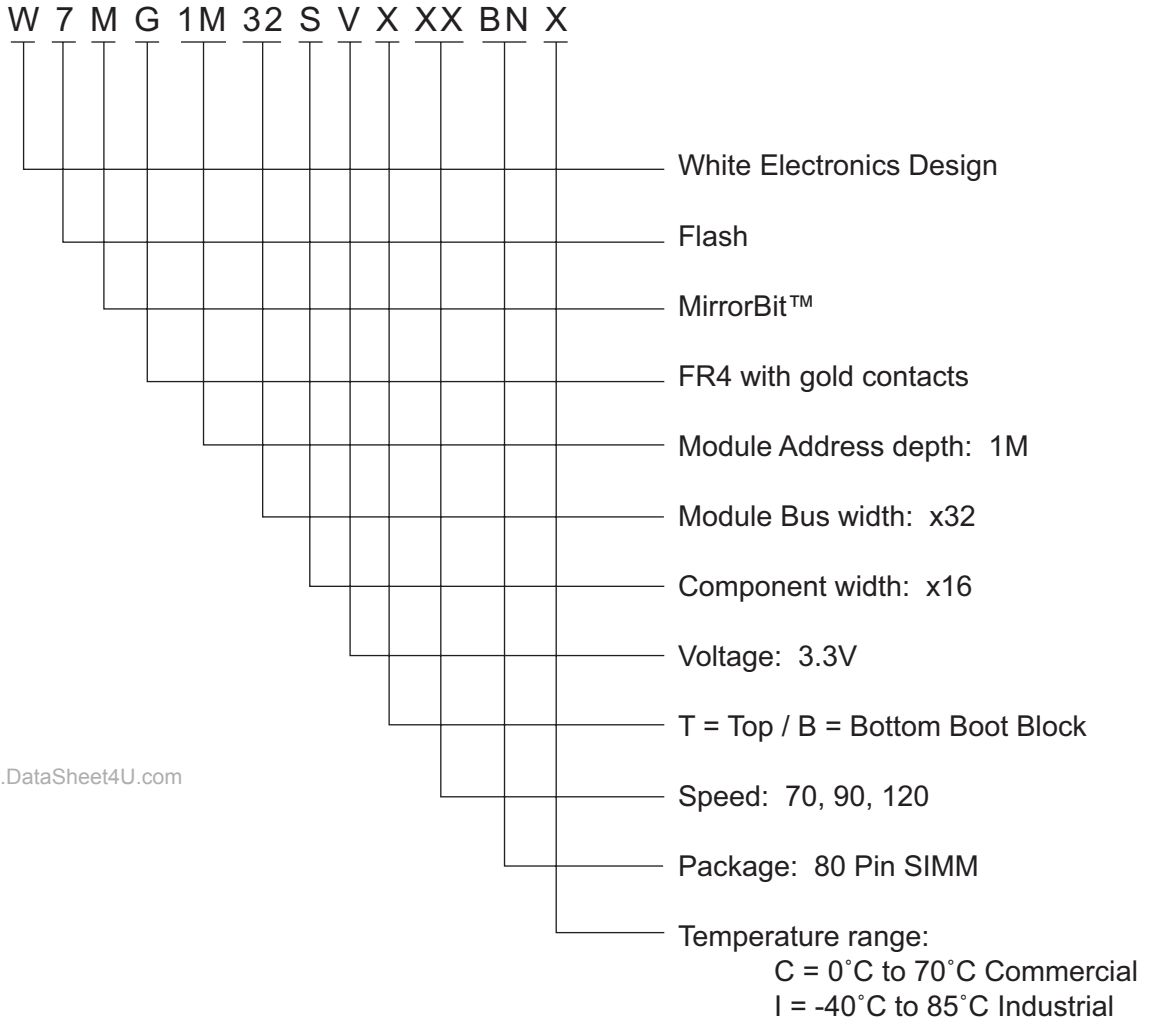 W 7 M G 1M 32 S V X XX BN X
White Electronics Design
Flash
MirrorBit™
FR4 with gold contacts
Module Address depth: 1M
Module Bus width: x32
Component width: x16
Voltage: 3.3V
T = Top / B = Bottom Boot Block
.DataSheet4U.com
Speed: 70, 90, 120
Package: 80 Pin SIMM
Temperature range:
C = 0˚C to 70˚C Commercial
I = -40˚C to 85˚C Industrial